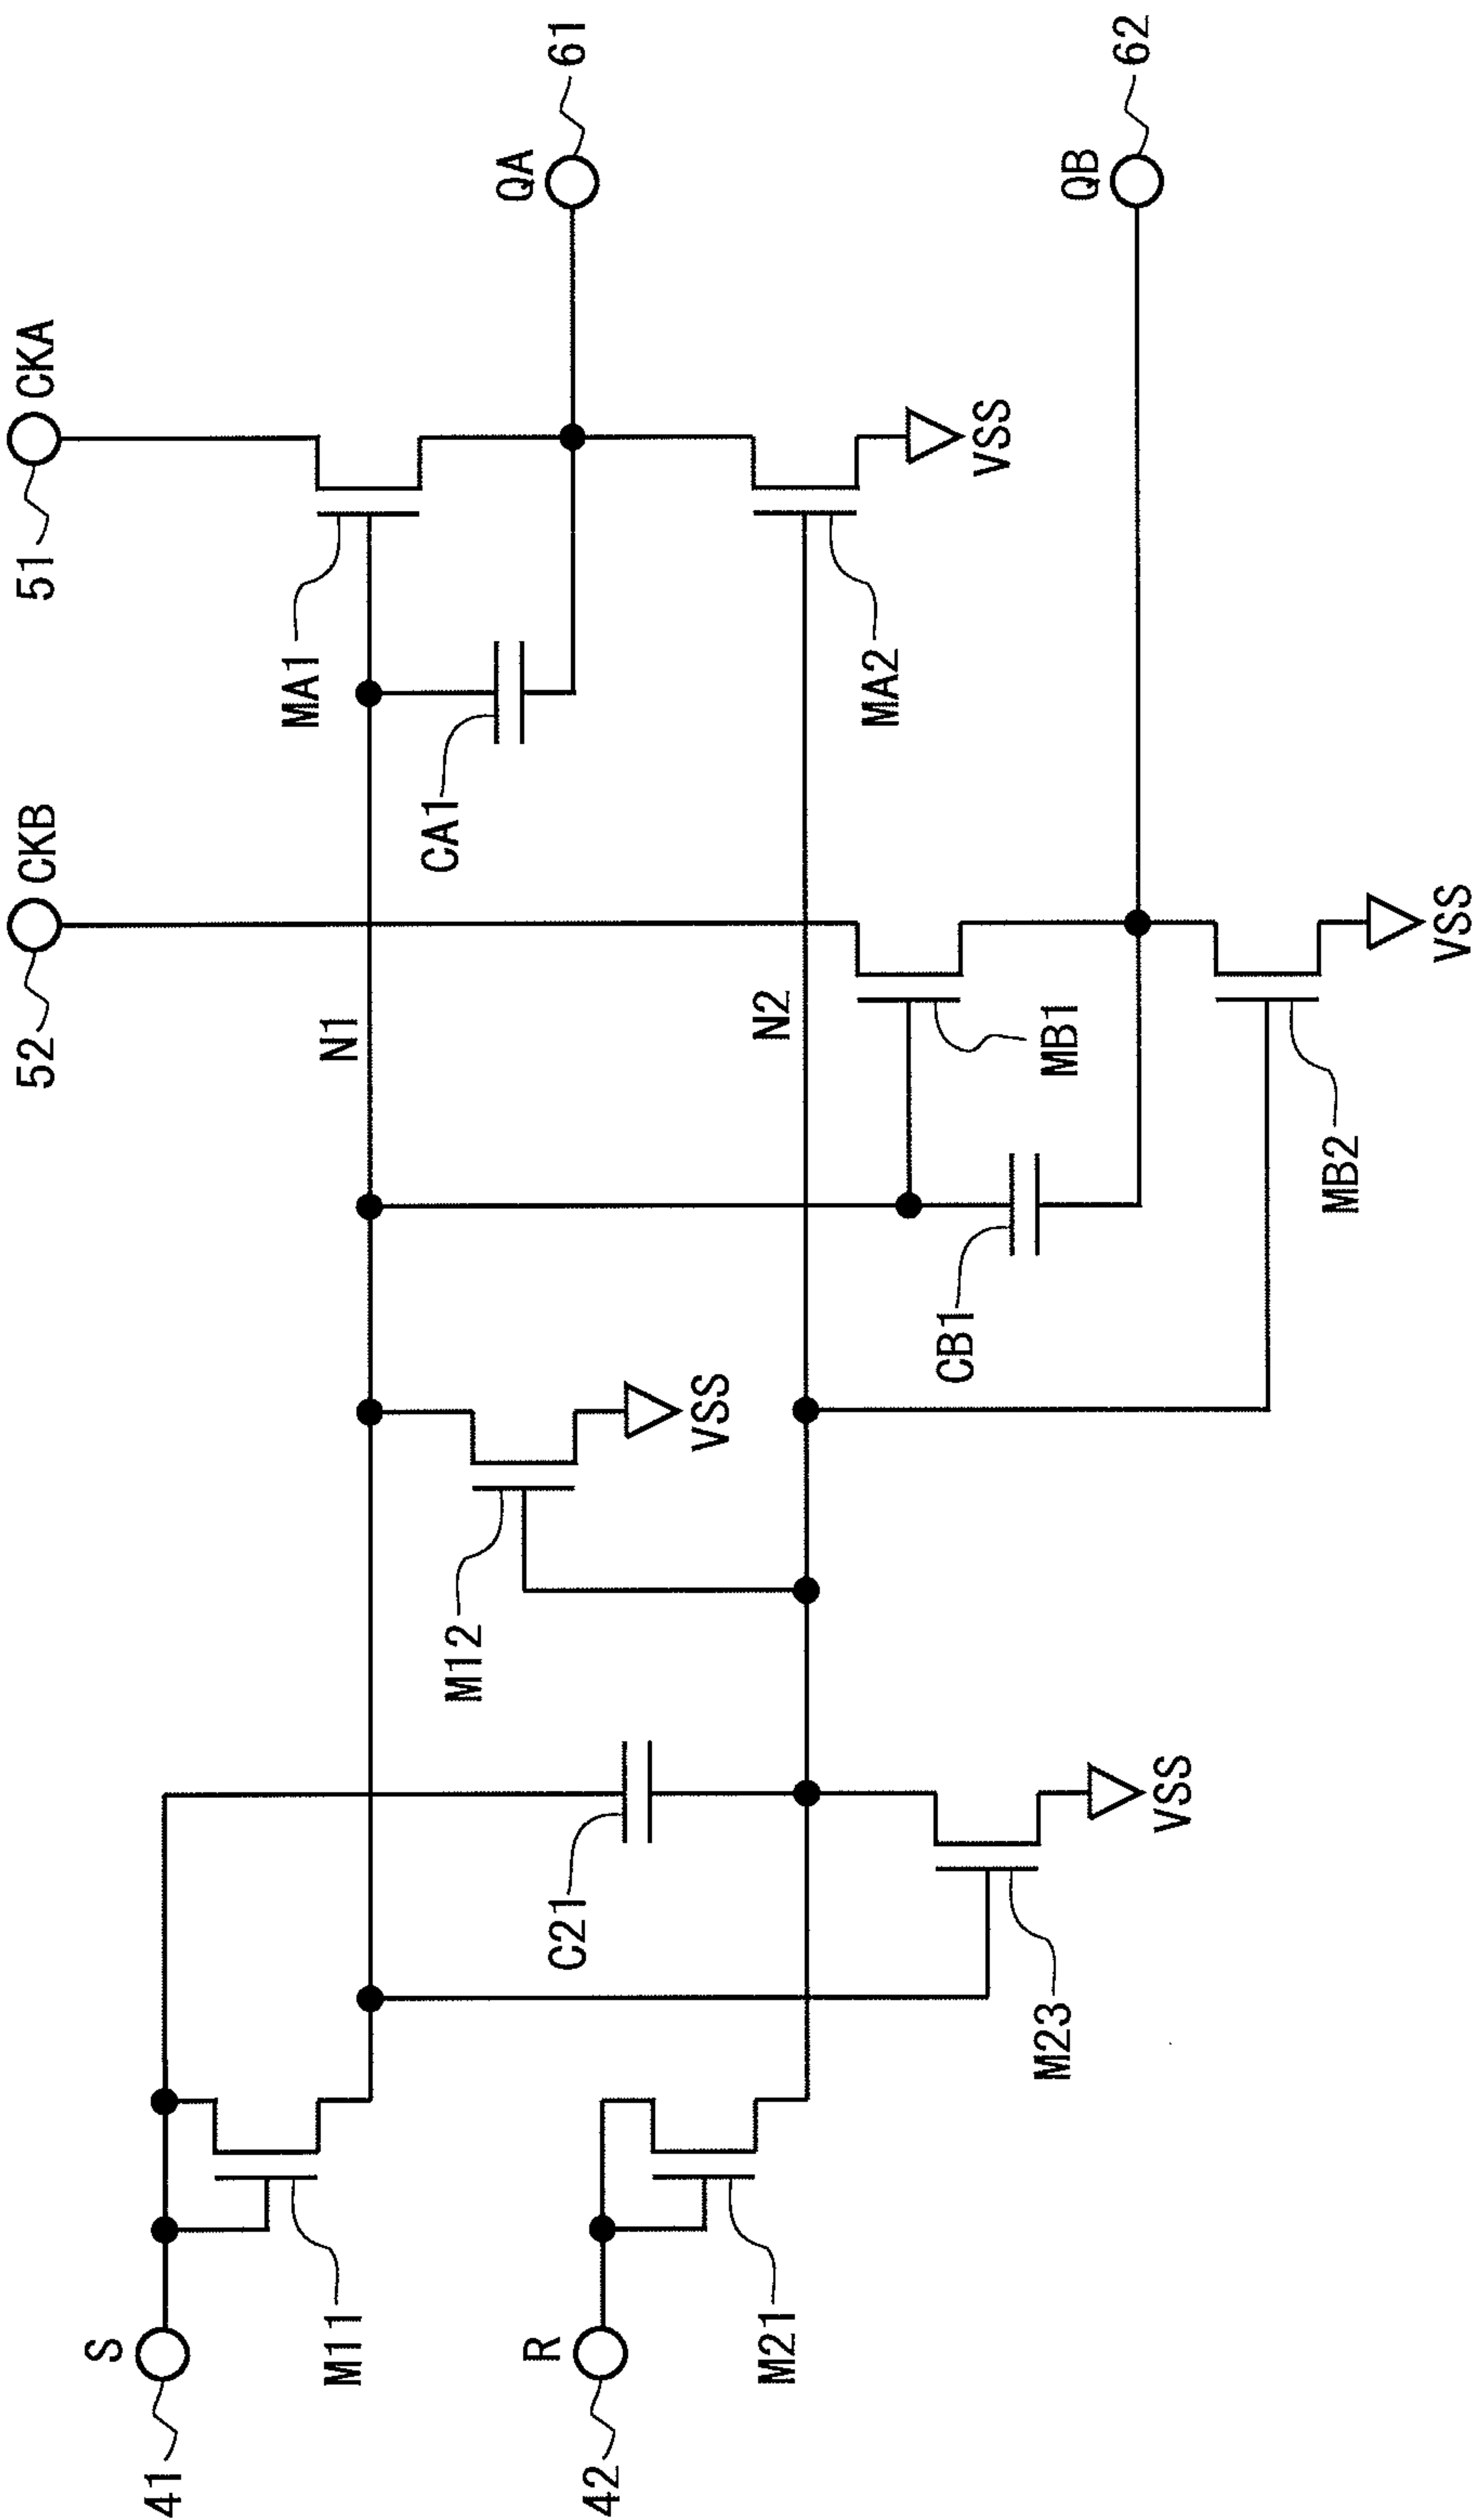 51
CKA
52
CKB
QA
61
MA1
CA1
N1
VSS
MA2
N2
QB
62
MB1
CB1
VSS
MB2
M12
VSS
C21
VSS
M23
S
41
M11
R
42
M21